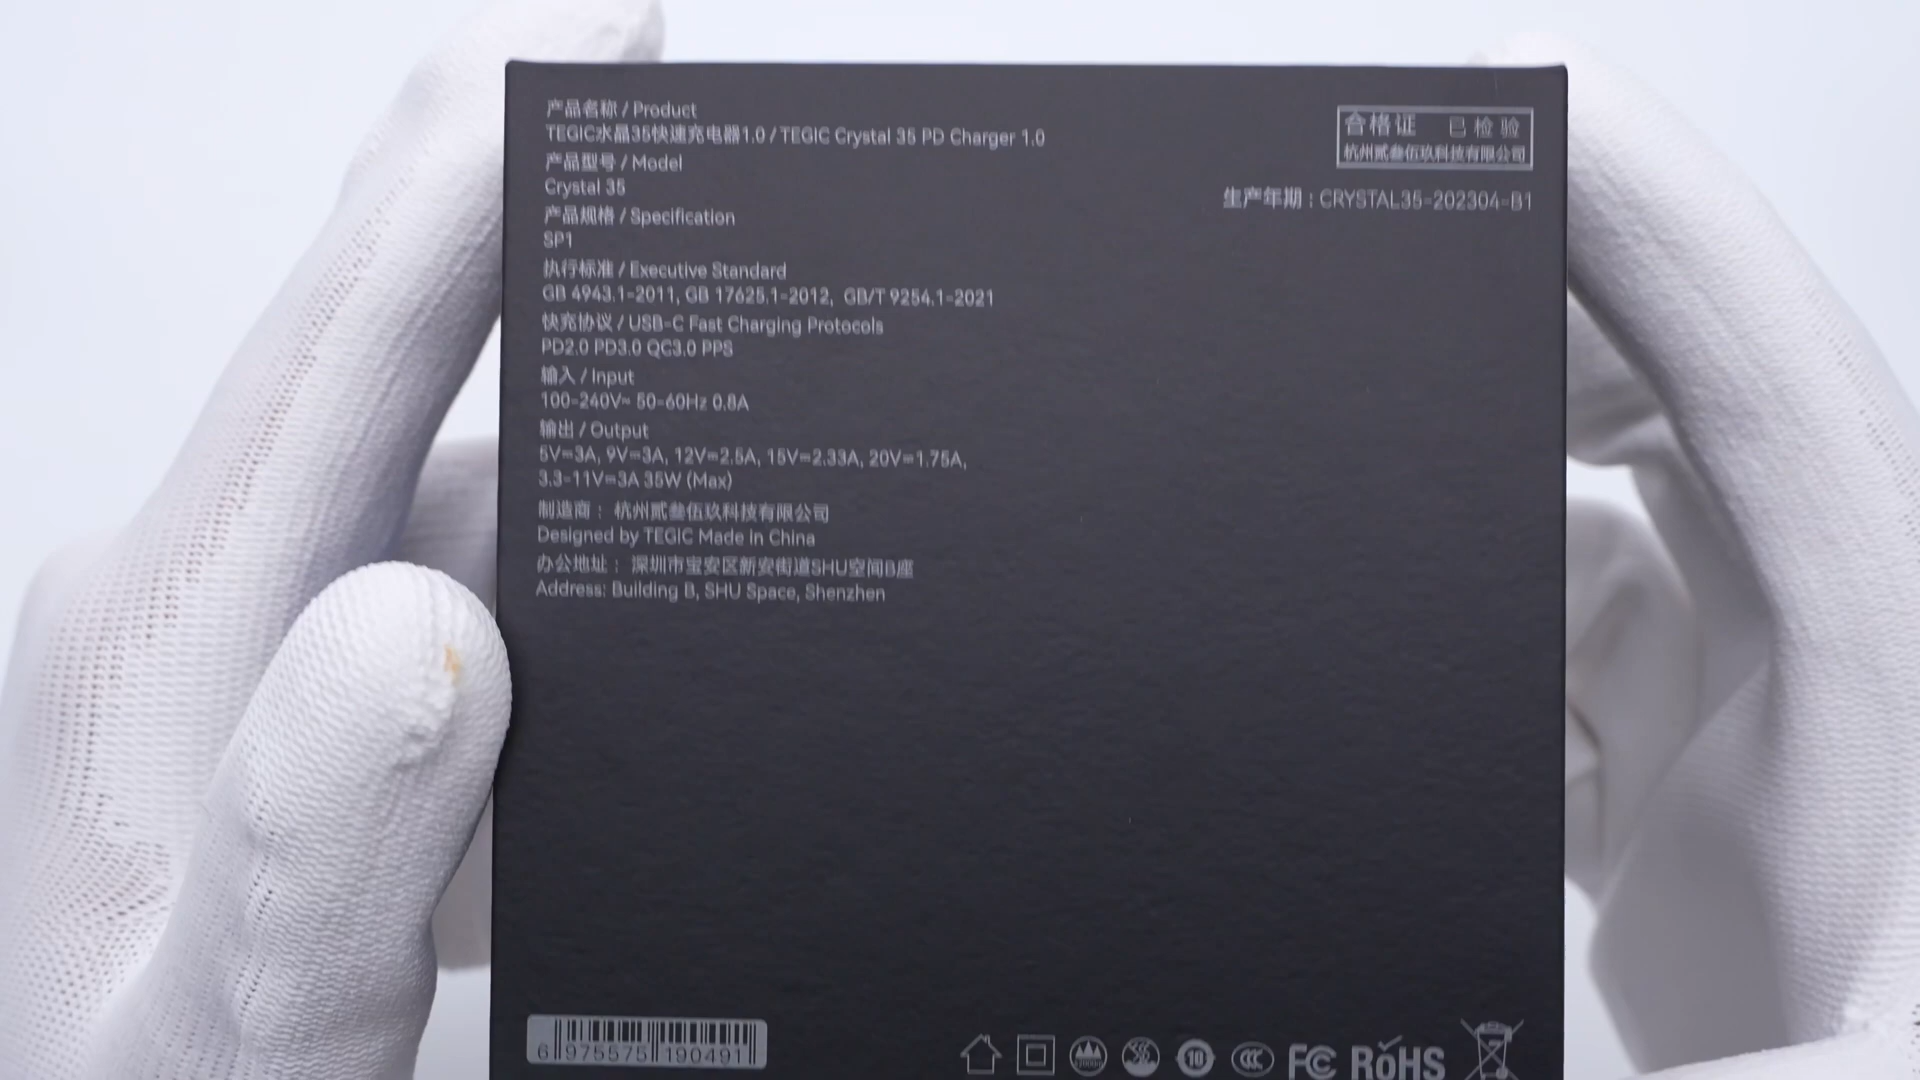 产品名称 / Product
TEGIC水晶35快速充电器1.0 / TEGIC Crystal 35 PD Charger 1.0
产品型号 / Model
Crystal 35
产品规格 / Specification
SP1
执行标准 / Executive Standard
GB 4943.1-2011, GB 17625.1-2012, GB/T 9254.1-2021
快充协议 / USB-C Fast Charging Protocols
PD2.0 PD3.0 QC3.0 PPS
输入 / Input
100-240V~ 50-60Hz 0.8A
输出 / Output
5V=3A, 9V=3A, 12V=2.5A, 15V=2.33A, 20V=1.75A,
3.3-11V=3A 35W (Max)
制造商： 杭州贰叁伍玖科技有限公司
Designed by TEGIC Made in China
办公地址： 深圳市宝安区新安街道SHU空间B座
Address: Building B, SHU Space, Shenzhen
合格证 已检验
杭州贰叁伍玖科技有限公司
生产年期：CRYSTAL35-202304-B1
6 975575 190491
10
CCC
FC
RoHS